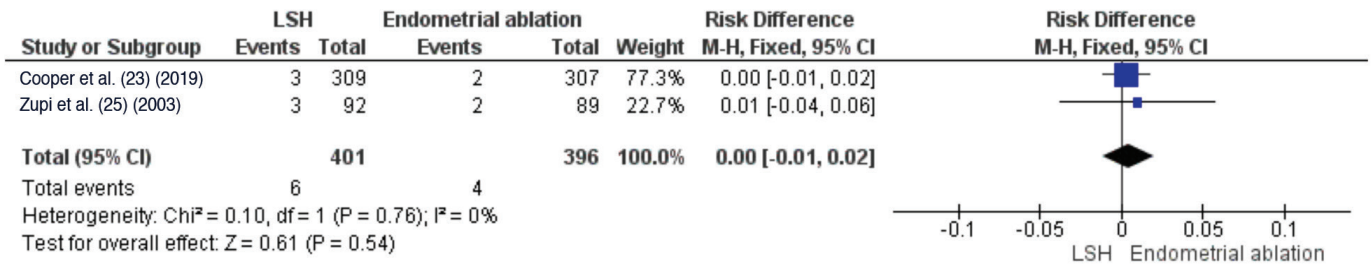 LSH Endometrial ablation Risk Difference Risk Difference
Study or Subgroup Events Total Events Total Weight M-H, Fixed, 95% CI M-H, Fixed, 95% CI
Cooper et al. (23) (2019) 3 309 2 307 77.3% 0.00 [-0.01, 0.02]
Zupi et al. (25) (2003) 3 92 2 89 22.7% 0.01 [-0.04, 0.06]
Total (95% CI) 401 396 100.0% 0.00 [-0.01, 0.02]
Total events 6 4
Heterogeneity: Chi² = 0.10, df = 1 (P = 0.76); I² = 0%
Test for overall effect: Z = 0.61 (P = 0.54)
-0.1 -0.05 0 0.05 0.1
LSH Endometrial ablation